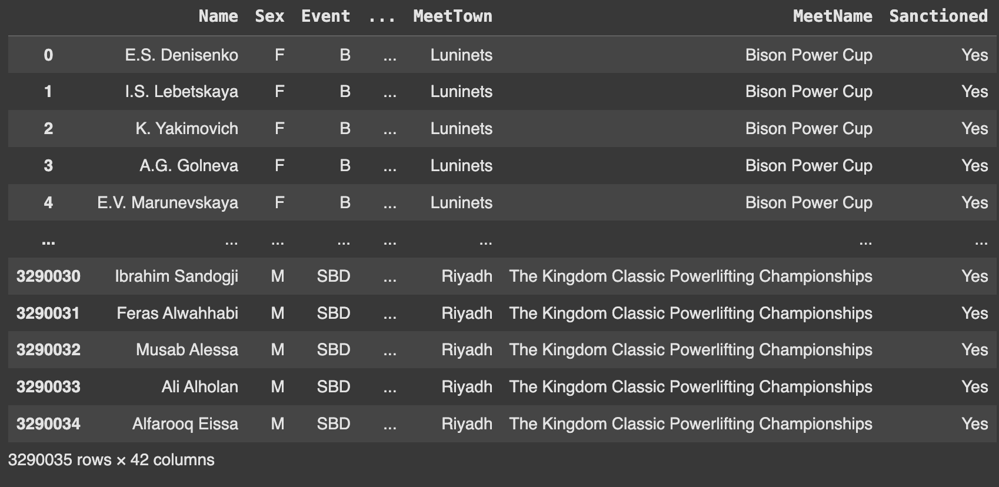 Name Sex Event ... MeetTown MeetName Sanctioned
0 E.S. Denisenko F B ... Luninets Bison Power Cup Yes
1 I.S. Lebetskaya F B ... Luninets Bison Power Cup Yes
2 K. Yakimovich F B ... Luninets Bison Power Cup Yes
3 A.G. Golneva F B ... Luninets Bison Power Cup Yes
4 E.V. Marunevskaya F B ... Luninets Bison Power Cup Yes
... ... ... ... ... ... ... ...
3290030 Ibrahim Sandogji M SBD ... Riyadh The Kingdom Classic Powerlifting Championships Yes
3290031 Feras Alwahhabi M SBD ... Riyadh The Kingdom Classic Powerlifting Championships Yes
3290032 Musab Alessa M SBD ... Riyadh The Kingdom Classic Powerlifting Championships Yes
3290033 Ali Alholan M SBD ... Riyadh The Kingdom Classic Powerlifting Championships Yes
3290034 Alfarooq Eissa M SBD ... Riyadh The Kingdom Classic Powerlifting Championships Yes
3290035 rows × 42 columns